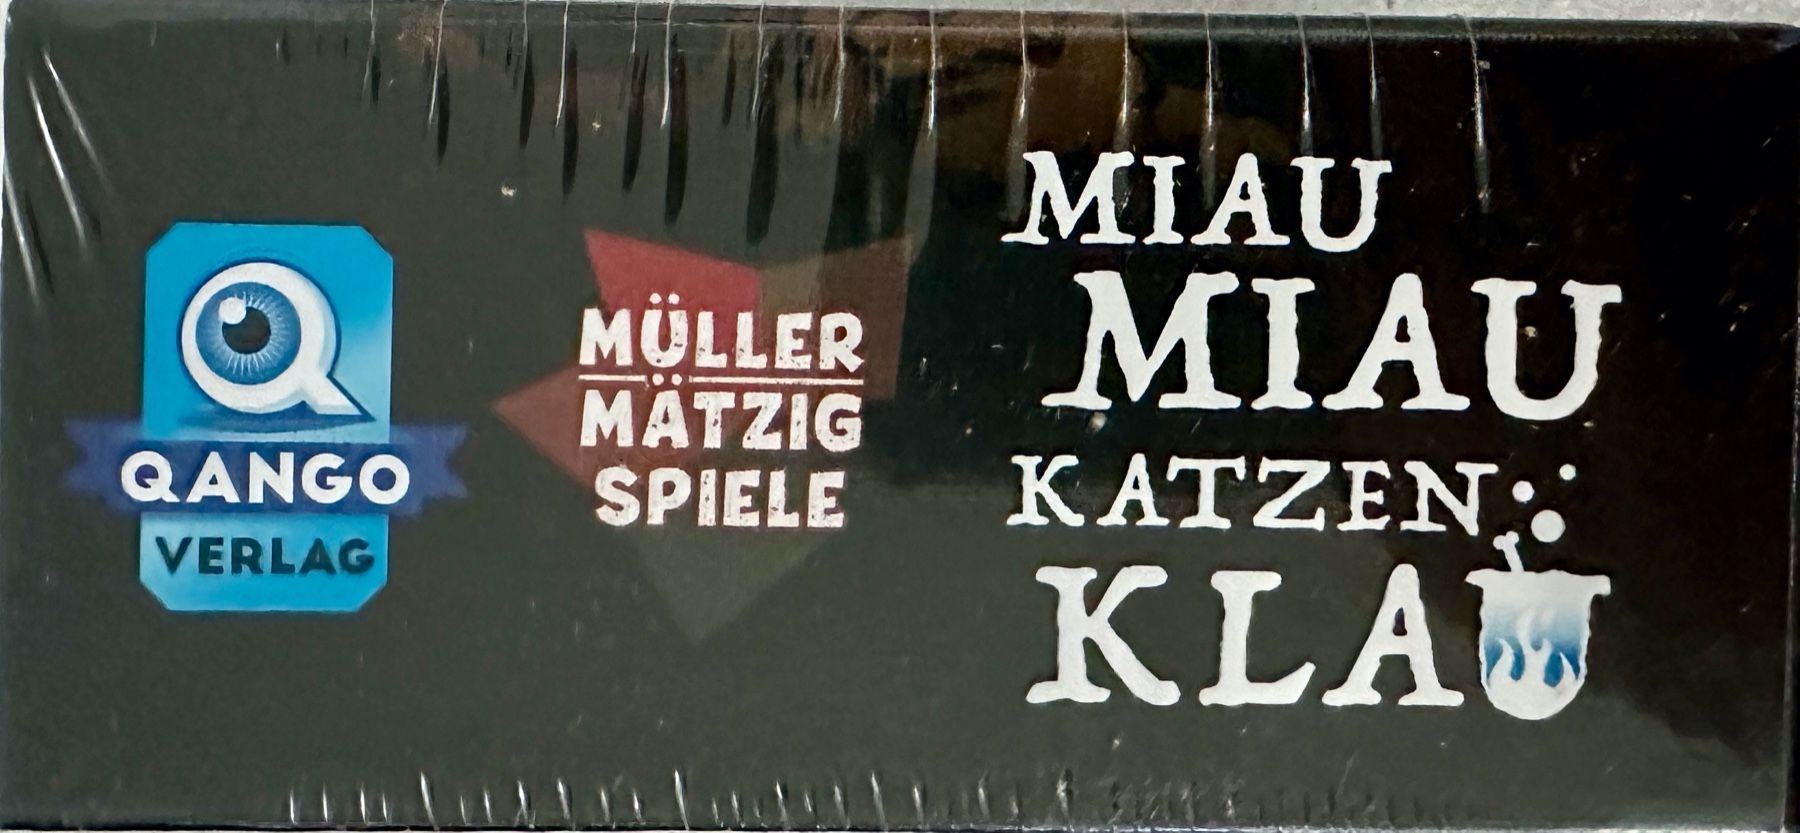 QANGO
VERLAG
MÜLLER
MÄTZIG
SPIELE
MIAU
MIAU
KATZEN
KLAU